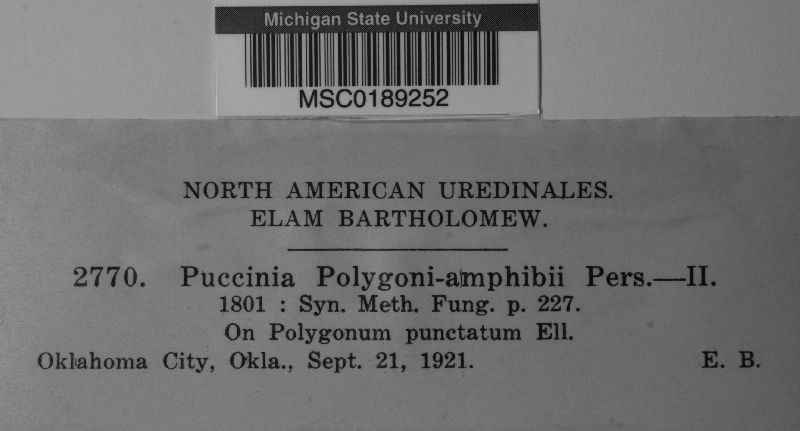 Michigan State University
MSC0189252
NORTH AMERICAN UREDINALES.
ELAM BARTHOLOMEW.
2770. Puccinia Polygoni-amphibii Pers.—II.
1801 : Syn. Meth. Fung. p. 227.
On Polygonum punctatum Ell.
Oklahoma City, Okla., Sept. 21, 1921. E. B.